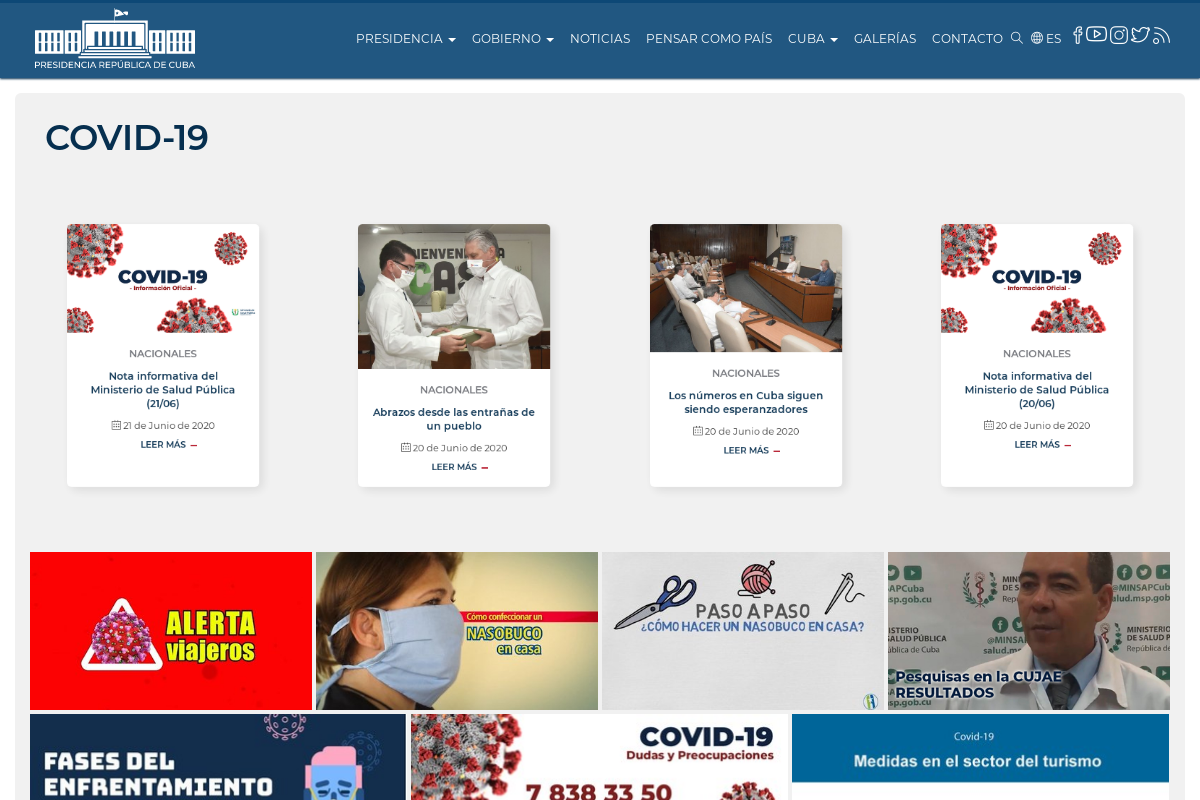 PRESIDENCIA REPÚBLICA DE CUBA
PRESIDENCIA
GOBIERNO
NOTICIAS
PENSAR COMO PAÍS
CUBA
GALERÍAS
CONTACTO
ES
COVID-19
COVID-19
- Información Oficial -
NACIONALES
Nota informativa del
Ministerio de Salud Pública
(21/06)
21 de Junio de 2020
LEER MÁS
NACIONALES
Abrazos desde las entrañas de
un pueblo
20 de Junio de 2020
LEER MÁS
NACIONALES
Los números en Cuba siguen
siendo esperanzadores
20 de Junio de 2020
LEER MÁS
COVID-19
- Información Oficial -
NACIONALES
Nota informativa del
Ministerio de Salud Pública
(20/06)
20 de Junio de 2020
LEER MÁS
ALERTA
viajeros
Cómo confeccionar un
NASOBUCO
en casa
PASO A PASO
¿CÓMO HACER UN NASOBUCO EN CASA?
Pesquisas en la CUJAE
RESULTADOS
FASES DEL
ENFRENTAMIENTO
COVID-19
Dudas y Preocupaciones
7 838 33 50
Covid-19
Medidas en el sector del turismo